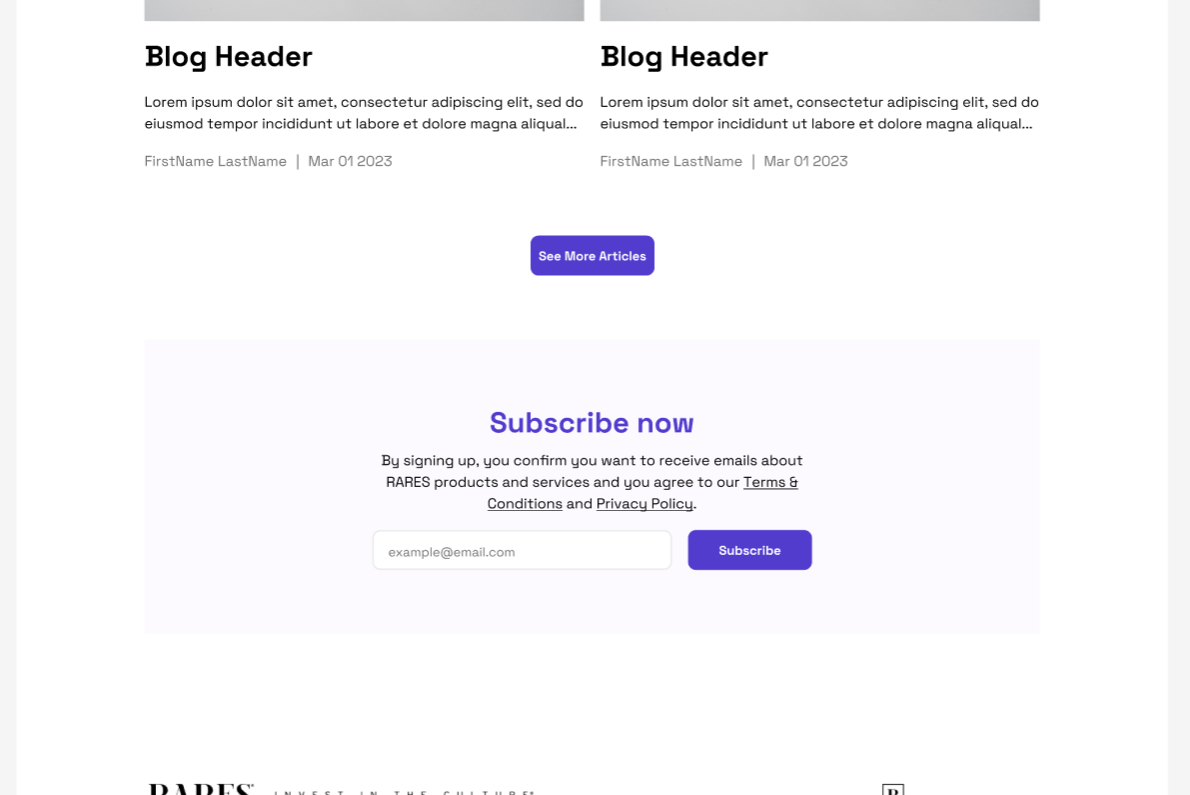 Blog Header
Lorem ipsum dolor sit amet, consectetur adipiscing elit, sed do
eiusmod tempor incididunt ut labore et dolore magna aliqual...
FirstName LastName | Mar 01 2023
Blog Header
Lorem ipsum dolor sit amet, consectetur adipiscing elit, sed do
eiusmod tempor incididunt ut labore et dolore magna aliqual...
FirstName LastName | Mar 01 2023
See More Articles
Subscribe now
By signing up, you confirm you want to receive emails about
RARES products and services and you agree to our Terms &
Conditions and Privacy Policy.
example@email.com
Subscribe
RARES INVEST IN THE CULTURE
R